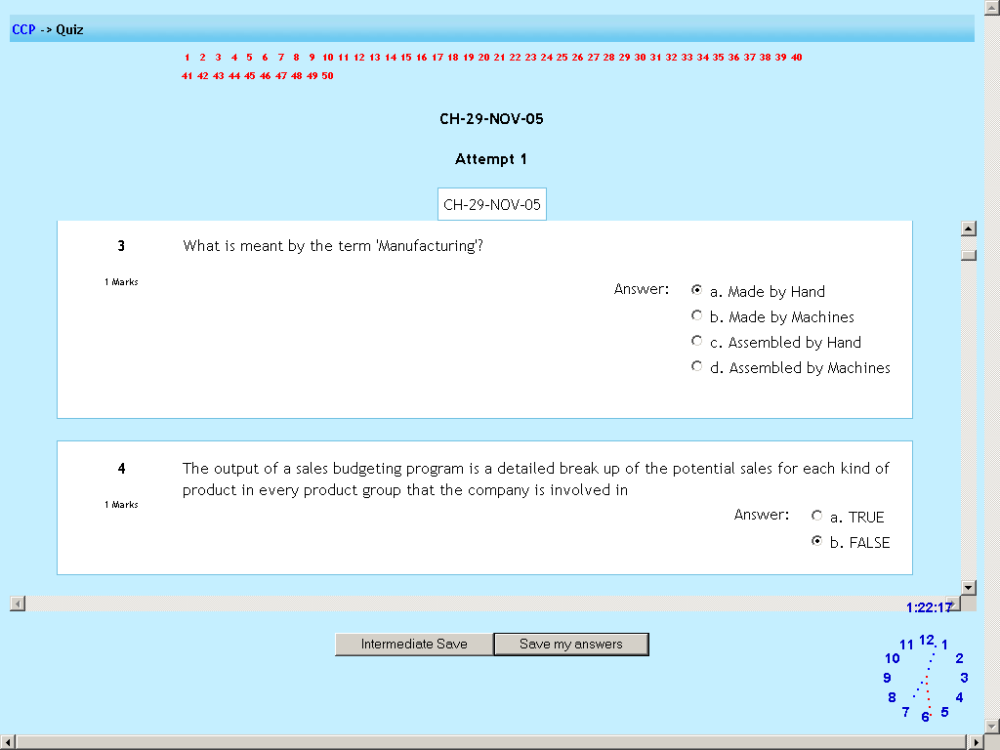 CCP -> Quiz
1 2 3 4 5 6 7 8 9 10 11 12 13 14 15 16 17 18 19 20 21 22 23 24 25 26 27 28 29 30 31 32 33 34 35 36 37 38 39 40
41 42 43 44 45 46 47 48 49 50
CH-29-NOV-05
Attempt 1
CH-29-NOV-05
3
What is meant by the term 'Manufacturing'?
1 Marks
Answer:
a. Made by Hand
b. Made by Machines
c. Assembled by Hand
d. Assembled by Machines
4
The output of a sales budgeting program is a detailed break up of the potential sales for each kind of
product in every product group that the company is involved in
1 Marks
Answer:
a. TRUE
b. FALSE
1:22:17
Intermediate Save
Save my answers
12
1
2
3
4
5
6
7
8
9
10
11